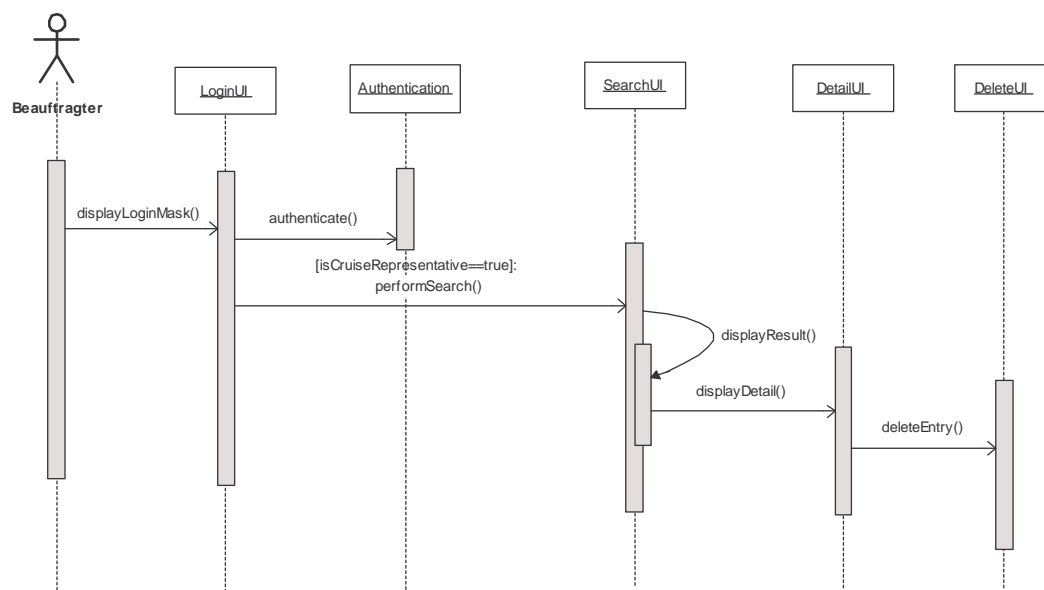 Beauftragter
LoginUI
Authentication
SearchUI
DetailUI
DeleteUI
displayLoginMask()
authenticate()
[isCruiseRepresentative==true]:
performSearch()
displayResult()
displayDetail()
deleteEntry()